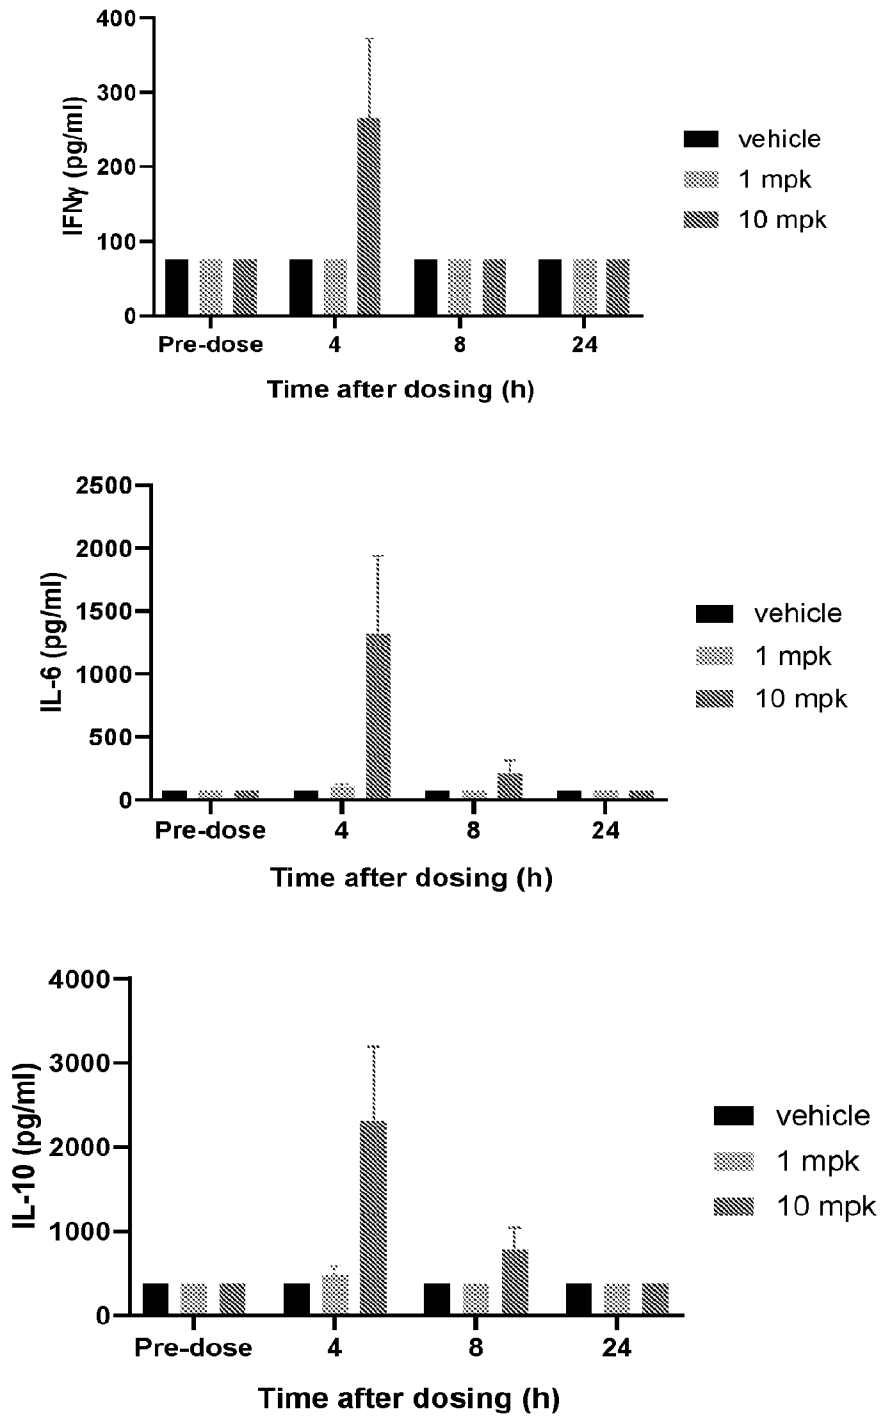 400
300
200
100
0
IFNγ (pg/ml)
Pre-dose 4 8 24
Time after dosing (h)
vehicle
1 mpk
10 mpk
2500
2000
1500
1000
500
0
IL-6 (pg/ml)
Pre-dose 4 8 24
Time after dosing (h)
vehicle
1 mpk
10 mpk
4000
3000
2000
1000
0
IL-10 (pg/ml)
Pre-dose 4 8 24
Time after dosing (h)
vehicle
1 mpk
10 mpk